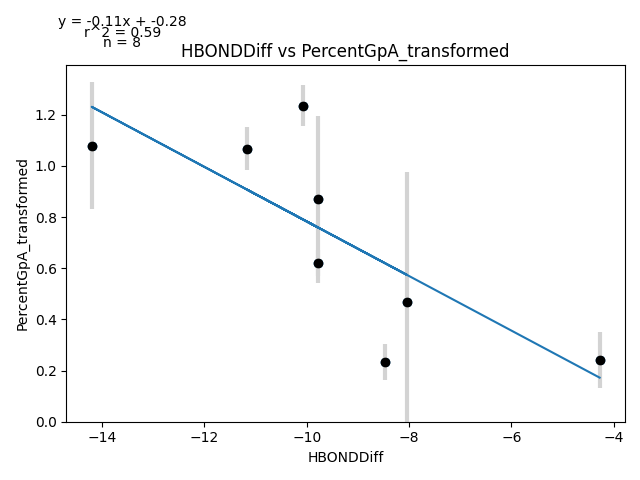 y = -0.11x + -0.28
r^2 = 0.59
n = 8
HBONDDiff vs PercentGpA_transformed
PercentGpA_transformed
1.2
1.0
0.8
0.6
0.4
0.2
0.0
−14
−12
−10
−8
−6
−4
HBONDDiff